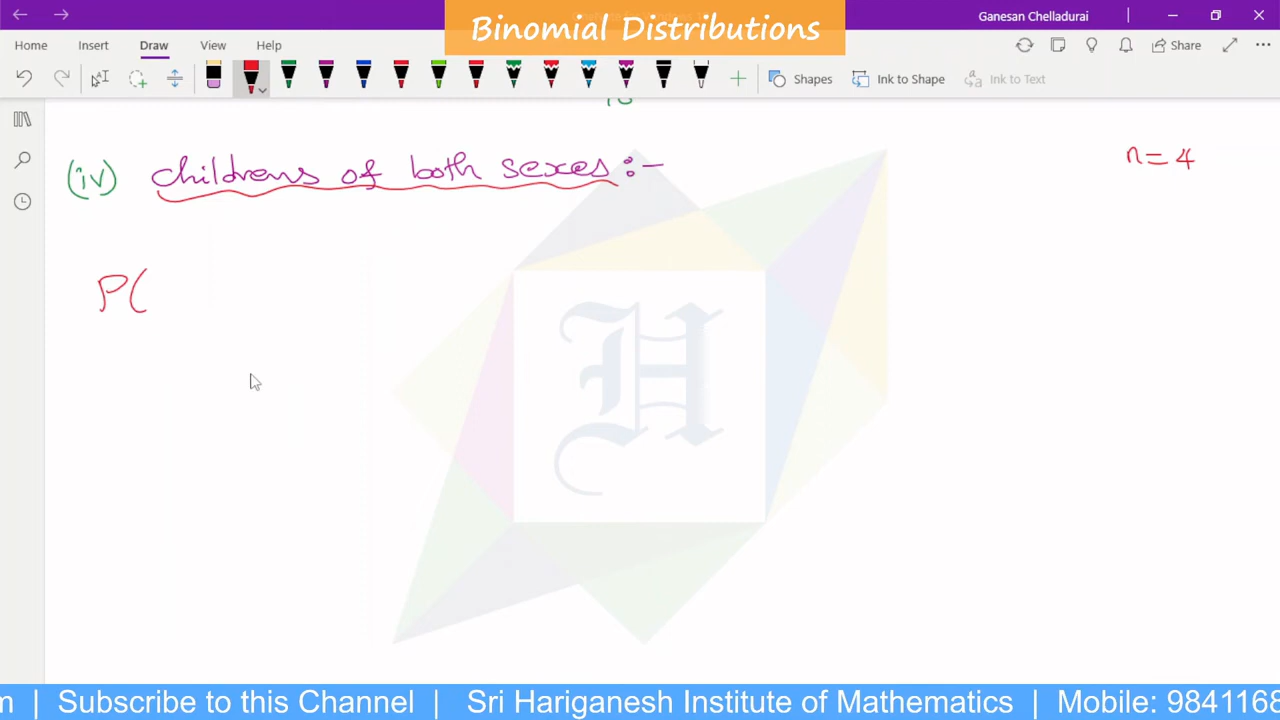 Binomial Distributions
Ganesan Chelladurai
Home Insert Draw View Help
Share
Shapes
Ink to Shape
Ink to Text
(iv) childrens of both sexes :-
n = 4
P(
H
m | Subscribe to this Channel | Sri Hariganesh Institute of Mathematics | Mobile: 9841168